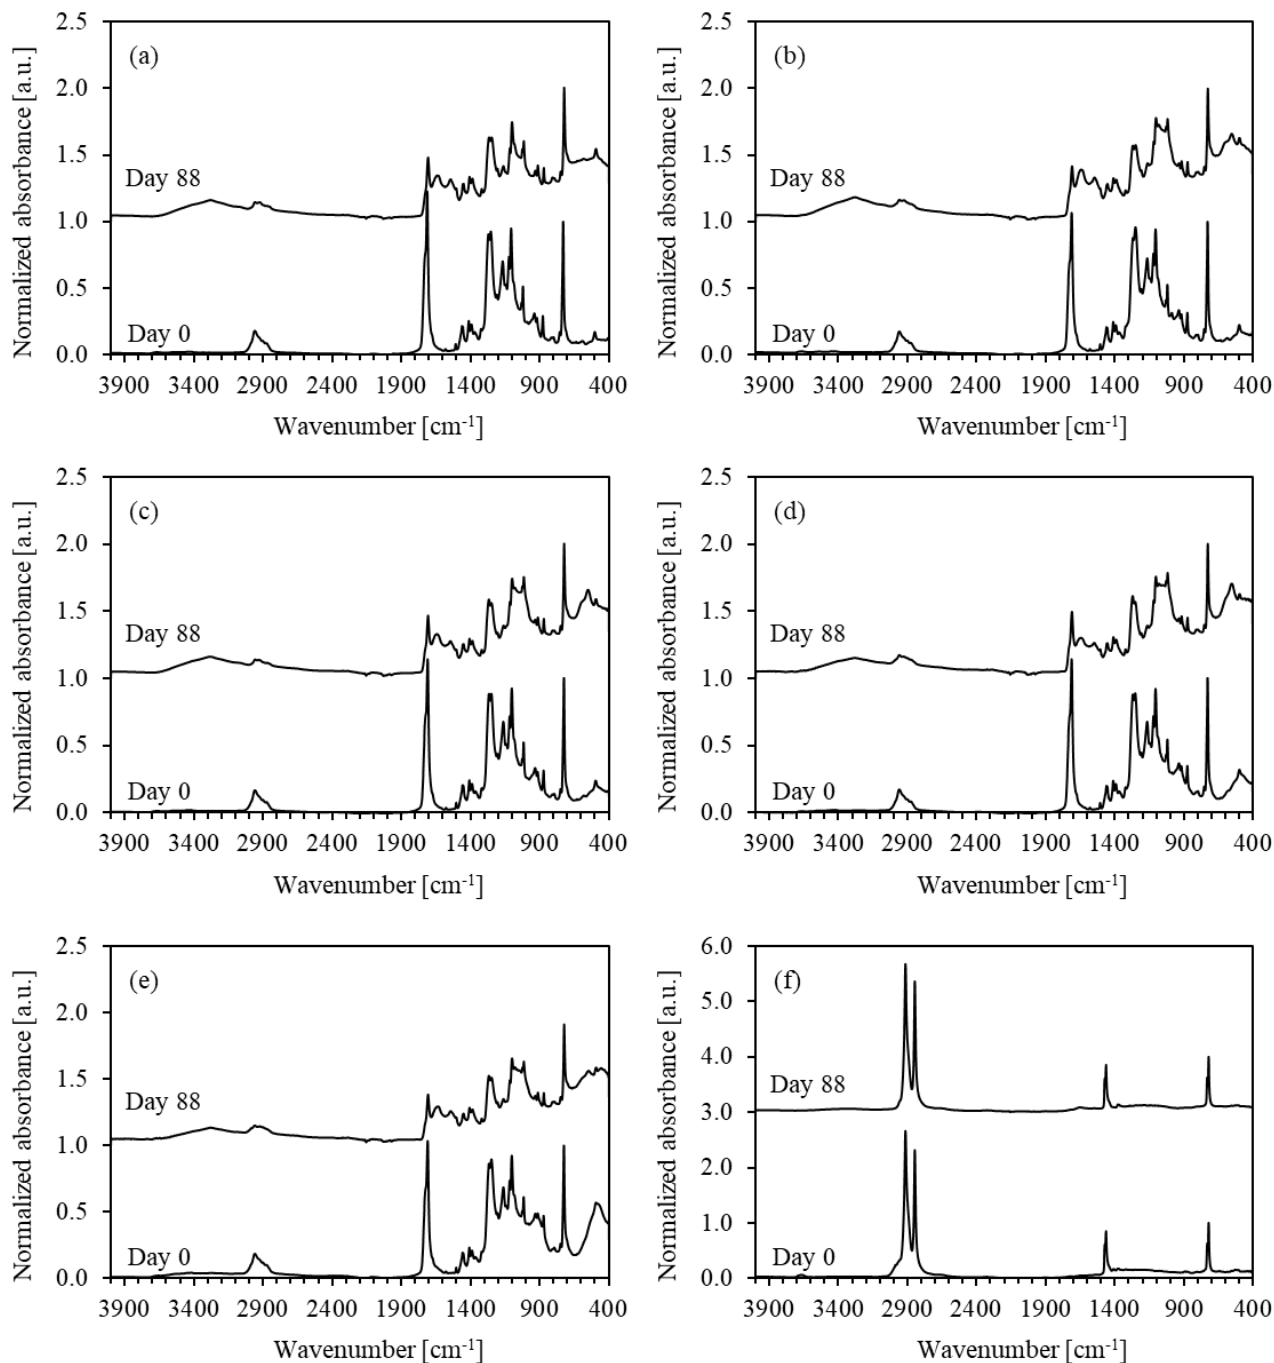 2.5
(a)
2.0
1.5
Day 88
1.0
0.5
Day 0
0.0
3900 3400 2900 2400 1900 1400 900 400
Wavenumber [cm-1]
Normalized absorbance [a.u.]
2.5
(b)
2.0
1.5
Day 88
1.0
0.5
Day 0
0.0
3900 3400 2900 2400 1900 1400 900 400
Wavenumber [cm-1]
Normalized absorbance [a.u.]
2.5
(c)
2.0
1.5
Day 88
1.0
0.5
Day 0
0.0
3900 3400 2900 2400 1900 1400 900 400
Wavenumber [cm-1]
Normalized absorbance [a.u.]
2.5
(d)
2.0
1.5
Day 88
1.0
0.5
Day 0
0.0
3900 3400 2900 2400 1900 1400 900 400
Wavenumber [cm-1]
Normalized absorbance [a.u.]
2.5
(e)
2.0
1.5
Day 88
1.0
0.5
Day 0
0.0
3900 3400 2900 2400 1900 1400 900 400
Wavenumber [cm-1]
Normalized absorbance [a.u.]
6.0
(f)
5.0
4.0
Day 88
3.0
2.0
1.0
Day 0
0.0
3900 3400 2900 2400 1900 1400 900 400
Wavenumber [cm-1]
Normalized absorbance [a.u.]